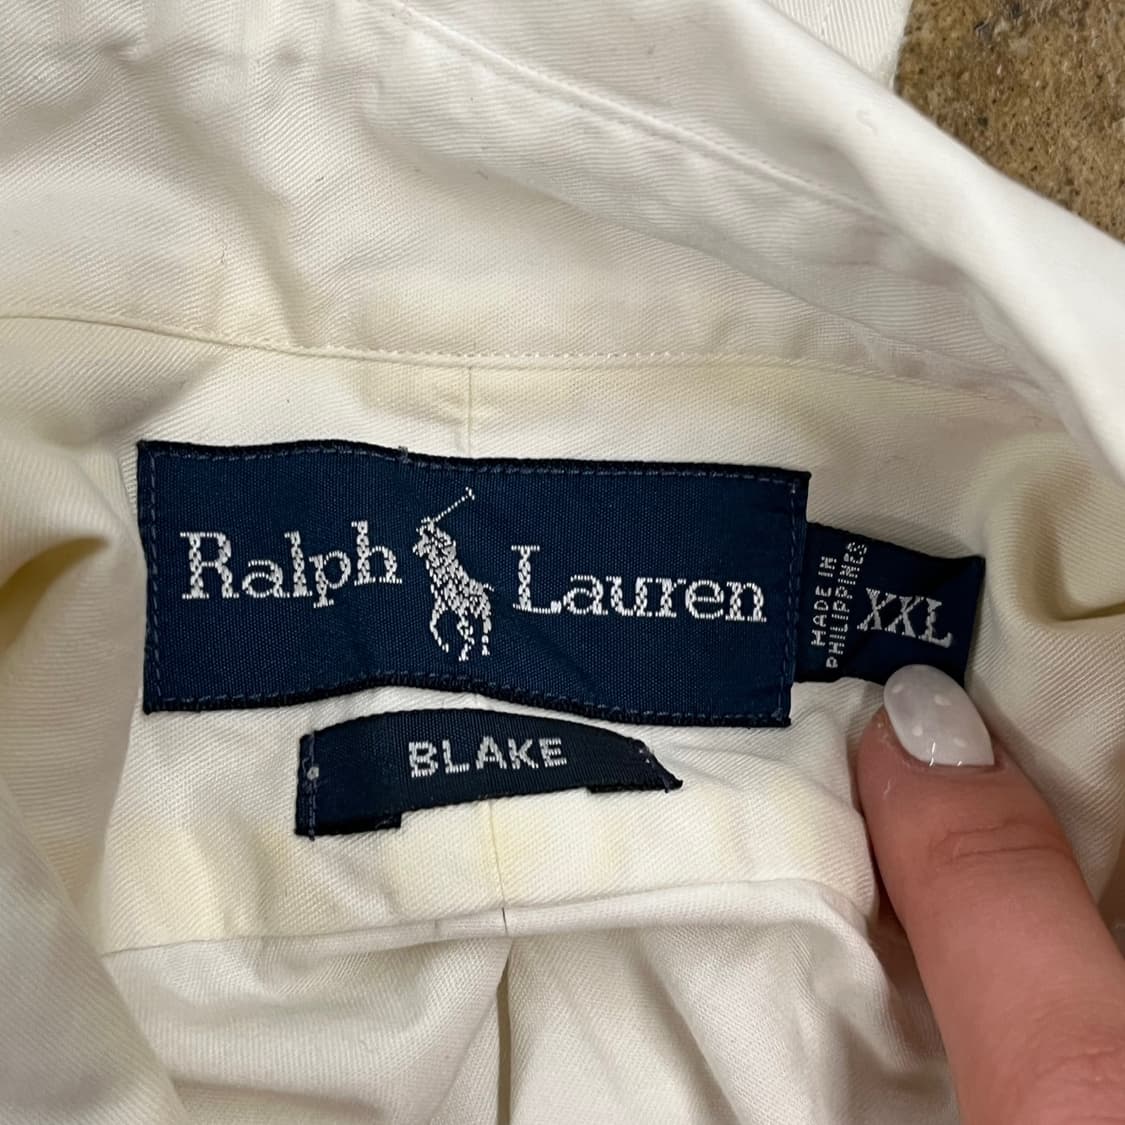 Ralph Lauren
MADE IN
PHILIPPINES
XXL
BLAKE